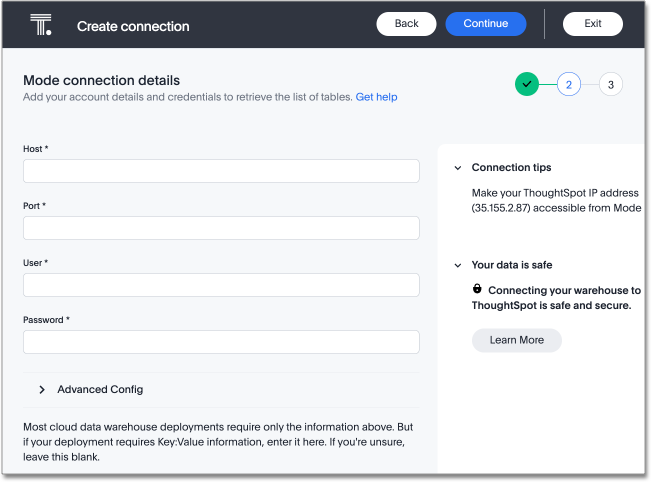 T.
Create connection
Back
Continue
Exit
Mode connection details
Add your account details and credentials to retrieve the list of tables. Get help
2
3
Host *
Port *
User *
Password *
Advanced Config
Most cloud data warehouse deployments require only the information above. But
if your deployment requires Key:Value information, enter it here. If you're unsure,
leave this blank.
Connection tips
Make your ThoughtSpot IP address
(35.155.2.87) accessible from Mode
Your data is safe
Connecting your warehouse to
ThoughtSpot is safe and secure.
Learn More